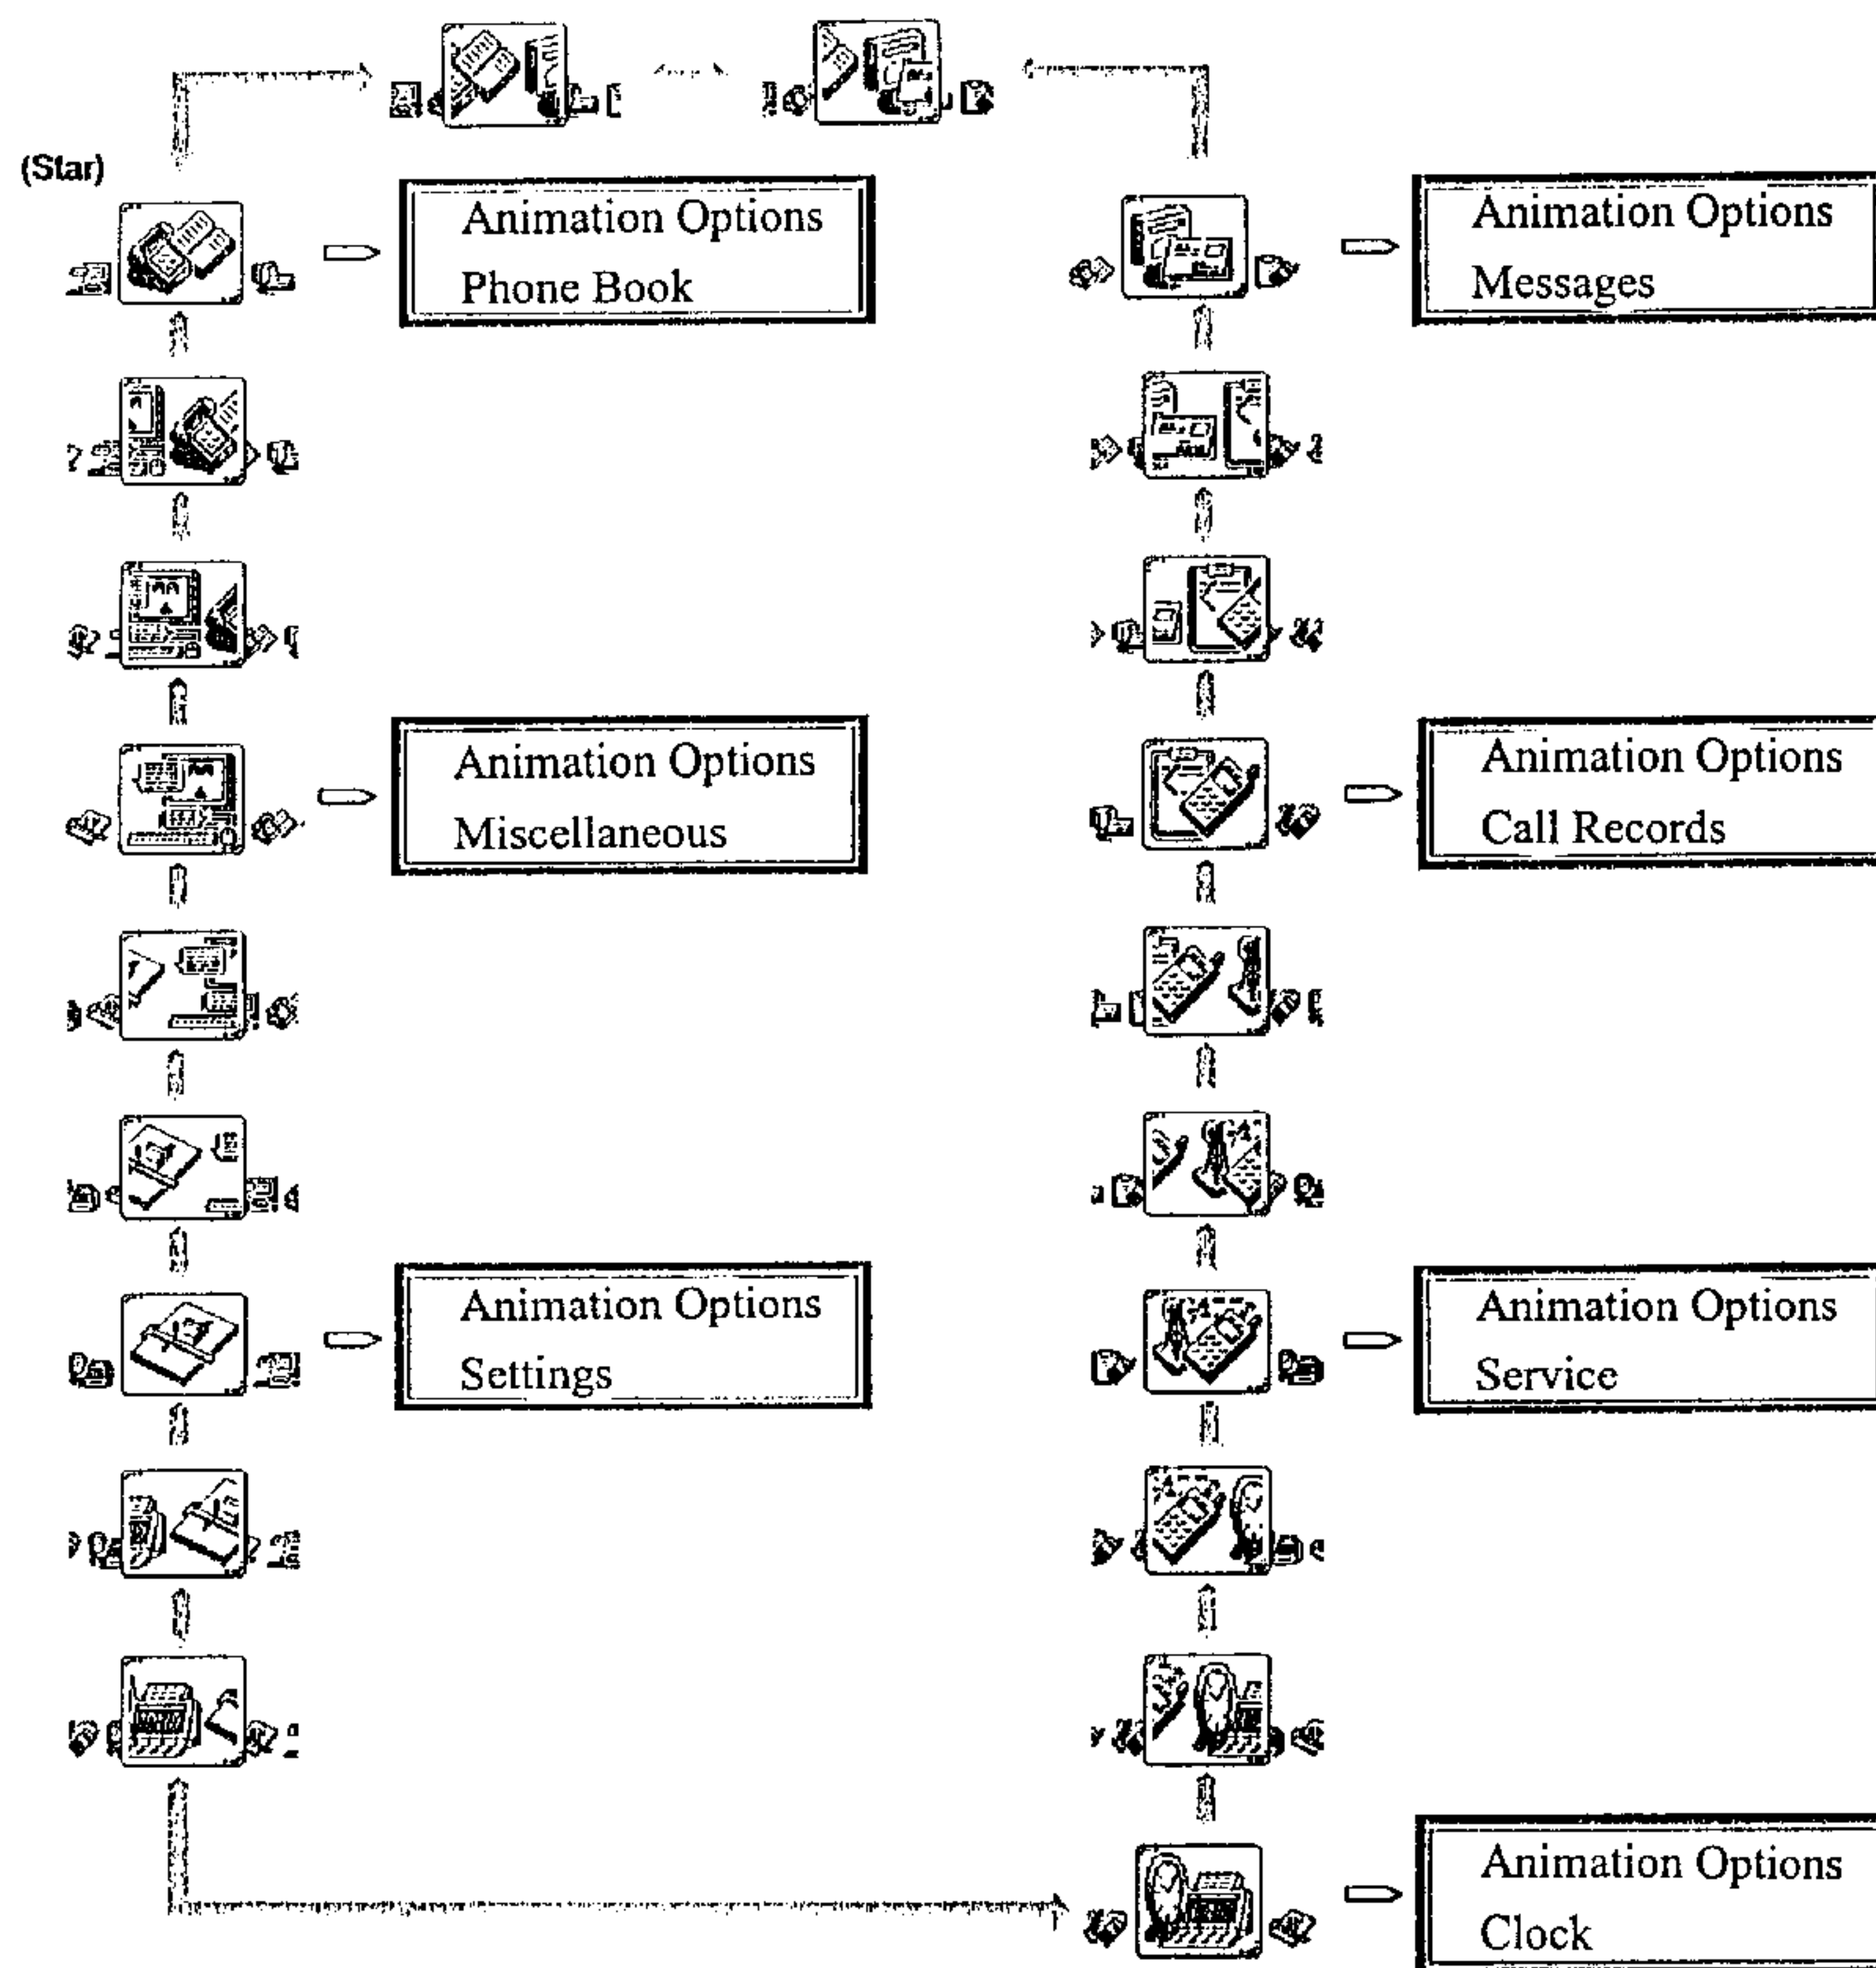 (Star)
Animation Options
Phone Book
Animation Options
Messages
Animation Options
Miscellaneous
Animation Options
Call Records
Animation Options
Settings
Animation Options
Service
Animation Options
Clock